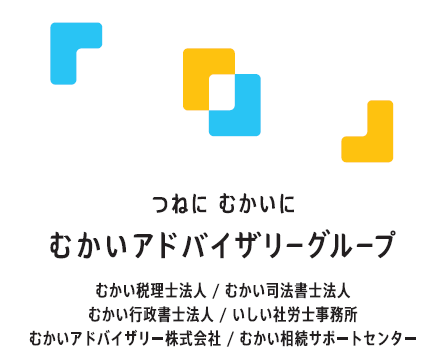 つねに むかいに
むかいアドバイザリーグループ
むかい税理士法人 / むかい司法書士法人
むかい行政書士法人 / いしい社労士事務所
むかいアドバイザリー株式会社 / むかい相続サポートセンター